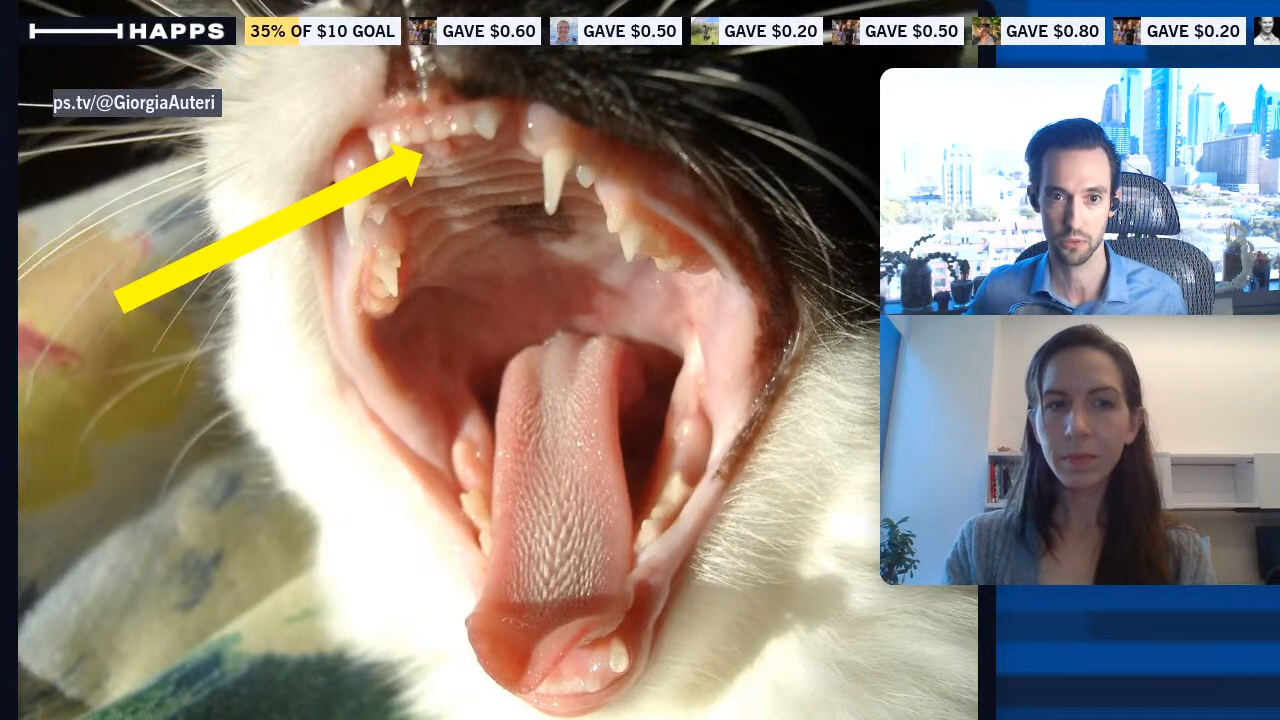 HAPPS
35% OF $10 GOAL
GAVE $0.60
GAVE $0.50
GAVE $0.20
GAVE $0.50
GAVE $0.80
GAVE $0.20
ps.tv/@GiorgiaAuteri